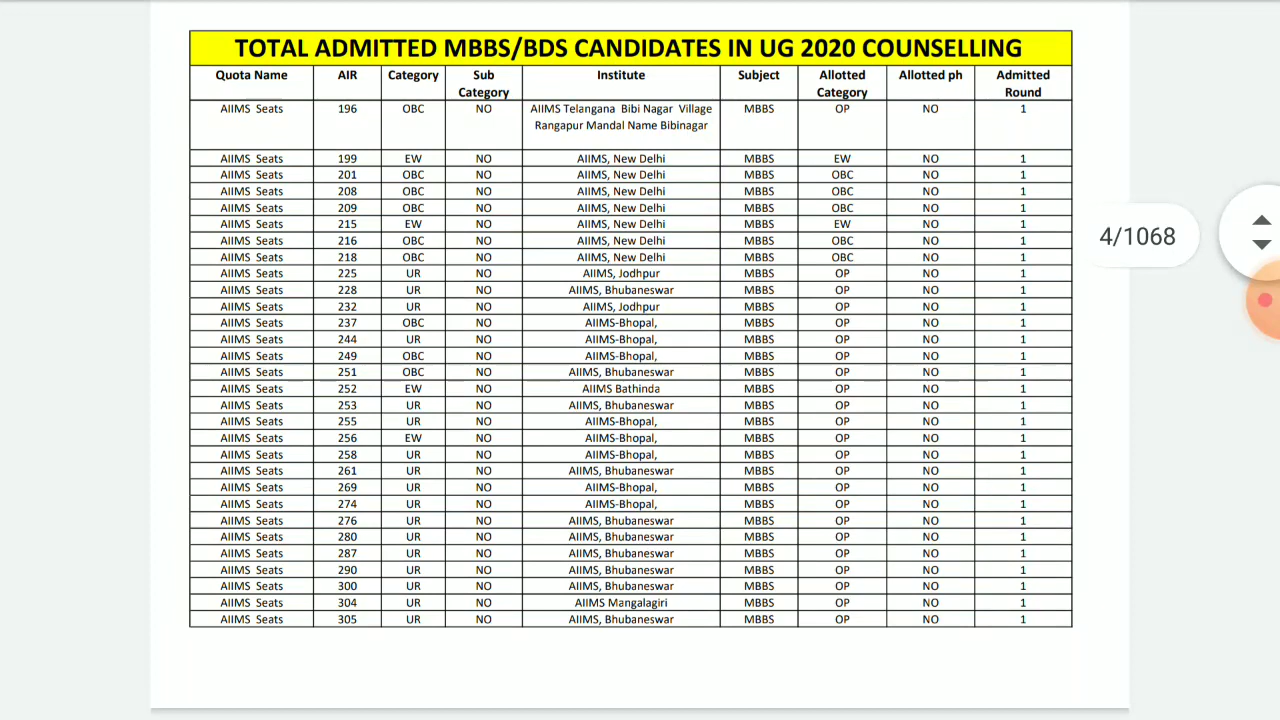 TOTAL ADMITTED MBBS/BDS CANDIDATES IN UG 2020 COUNSELLING
Quota Name AIR Category Sub Category Institute Subject Allotted Category Allotted ph Admitted Round
AIIMS Seats 196 OBC NO AIIMS Telangana Bibi Nagar Village Rangapur Mandal Name Bibinagar MBBS OP NO 1
AIIMS Seats 199 EW NO AIIMS, New Delhi MBBS EW NO 1
AIIMS Seats 201 OBC NO AIIMS, New Delhi MBBS OBC NO 1
AIIMS Seats 208 OBC NO AIIMS, New Delhi MBBS OBC NO 1
AIIMS Seats 209 OBC NO AIIMS, New Delhi MBBS OBC NO 1
AIIMS Seats 215 EW NO AIIMS, New Delhi MBBS EW NO 1
AIIMS Seats 216 OBC NO AIIMS, New Delhi MBBS OBC NO 1
AIIMS Seats 218 OBC NO AIIMS, New Delhi MBBS OBC NO 1
AIIMS Seats 225 UR NO AIIMS, Jodhpur MBBS OP NO 1
AIIMS Seats 228 UR NO AIIMS, Bhubaneswar MBBS OP NO 1
AIIMS Seats 232 UR NO AIIMS, Jodhpur MBBS OP NO 1
AIIMS Seats 237 OBC NO AIIMS-Bhopal, MBBS OP NO 1
AIIMS Seats 244 UR NO AIIMS-Bhopal, MBBS OP NO 1
AIIMS Seats 249 OBC NO AIIMS-Bhopal, MBBS OP NO 1
AIIMS Seats 251 OBC NO AIIMS, Bhubaneswar MBBS OP NO 1
AIIMS Seats 252 EW NO AIIMS Bathinda MBBS OP NO 1
AIIMS Seats 253 UR NO AIIMS, Bhubaneswar MBBS OP NO 1
AIIMS Seats 255 UR NO AIIMS-Bhopal, MBBS OP NO 1
AIIMS Seats 256 EW NO AIIMS-Bhopal, MBBS OP NO 1
AIIMS Seats 258 UR NO AIIMS-Bhopal, MBBS OP NO 1
AIIMS Seats 261 UR NO AIIMS, Bhubaneswar MBBS OP NO 1
AIIMS Seats 269 UR NO AIIMS-Bhopal, MBBS OP NO 1
AIIMS Seats 274 UR NO AIIMS-Bhopal, MBBS OP NO 1
AIIMS Seats 276 UR NO AIIMS, Bhubaneswar MBBS OP NO 1
AIIMS Seats 280 UR NO AIIMS, Bhubaneswar MBBS OP NO 1
AIIMS Seats 287 UR NO AIIMS, Bhubaneswar MBBS OP NO 1
AIIMS Seats 290 UR NO AIIMS, Bhubaneswar MBBS OP NO 1
AIIMS Seats 300 UR NO AIIMS, Bhubaneswar MBBS OP NO 1
AIIMS Seats 304 UR NO AIIMS Mangalagiri MBBS OP NO 1
AIIMS Seats 305 UR NO AIIMS, Bhubaneswar MBBS OP NO 1
4/1068